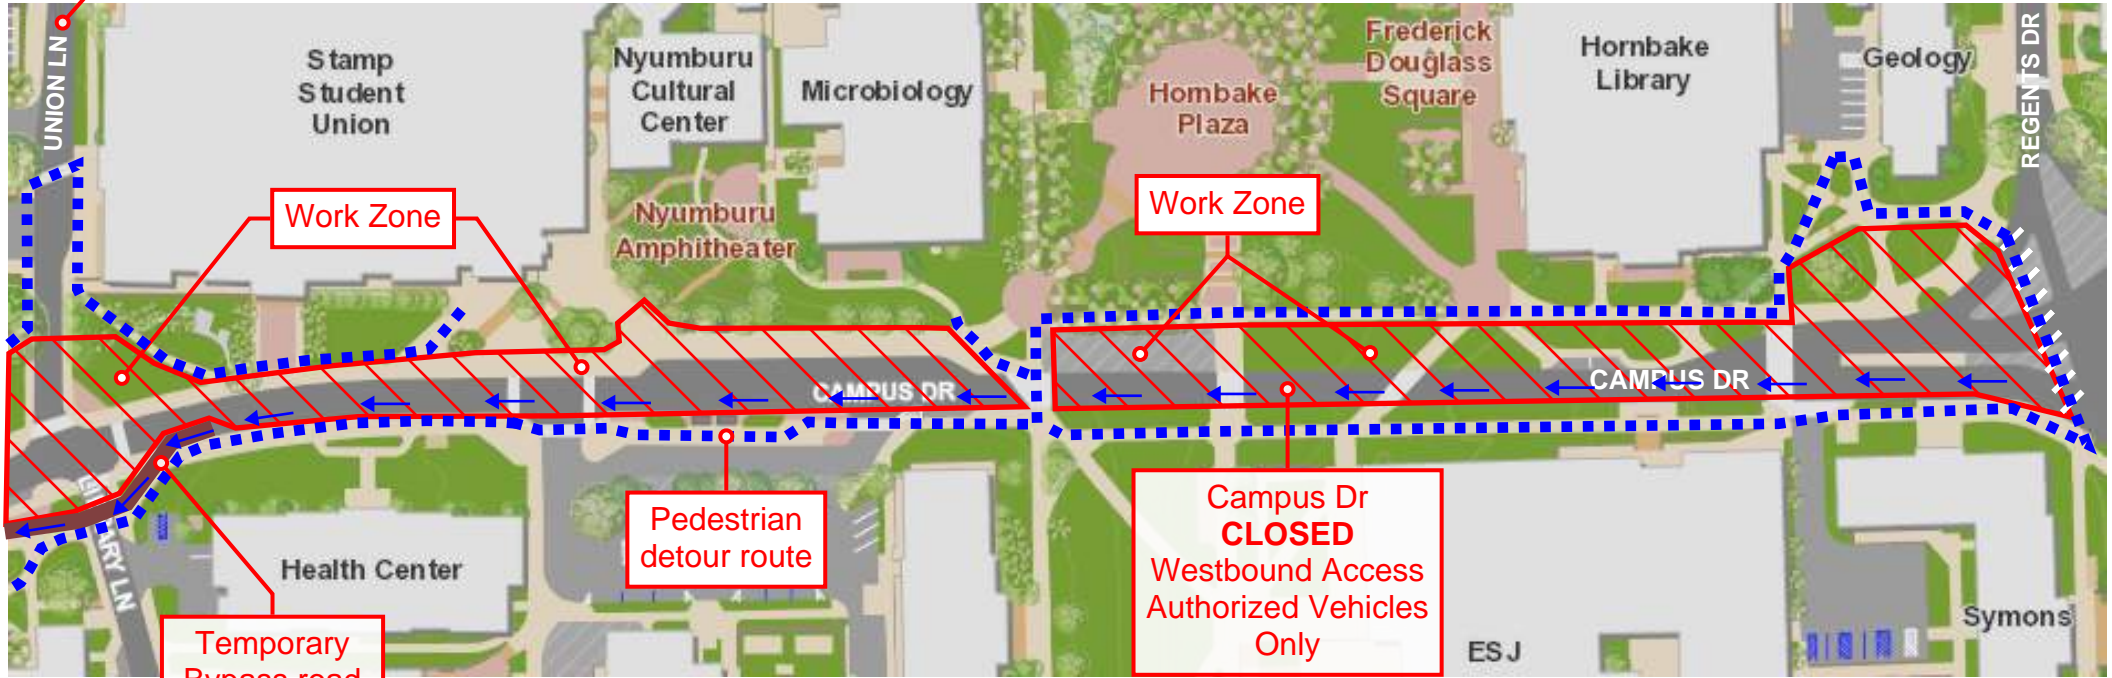 UNION LN
Stamp
Student
Union
Nyumburu
Cultural
Center
Microbiology
Hornbake
Plaza
Frederick
Douglass
Square
Hornbake
Library
Geology
REGENTS DR
Work Zone
Nyumburu
Amphitheater
Work Zone
CAMPUS DR
CAMPUS DR
Pedestrian
detour route
Campus Dr
CLOSED
Westbound Access
Authorized Vehicles
Only
Health Center
Temporary
Bypass road
ESJ
Symons